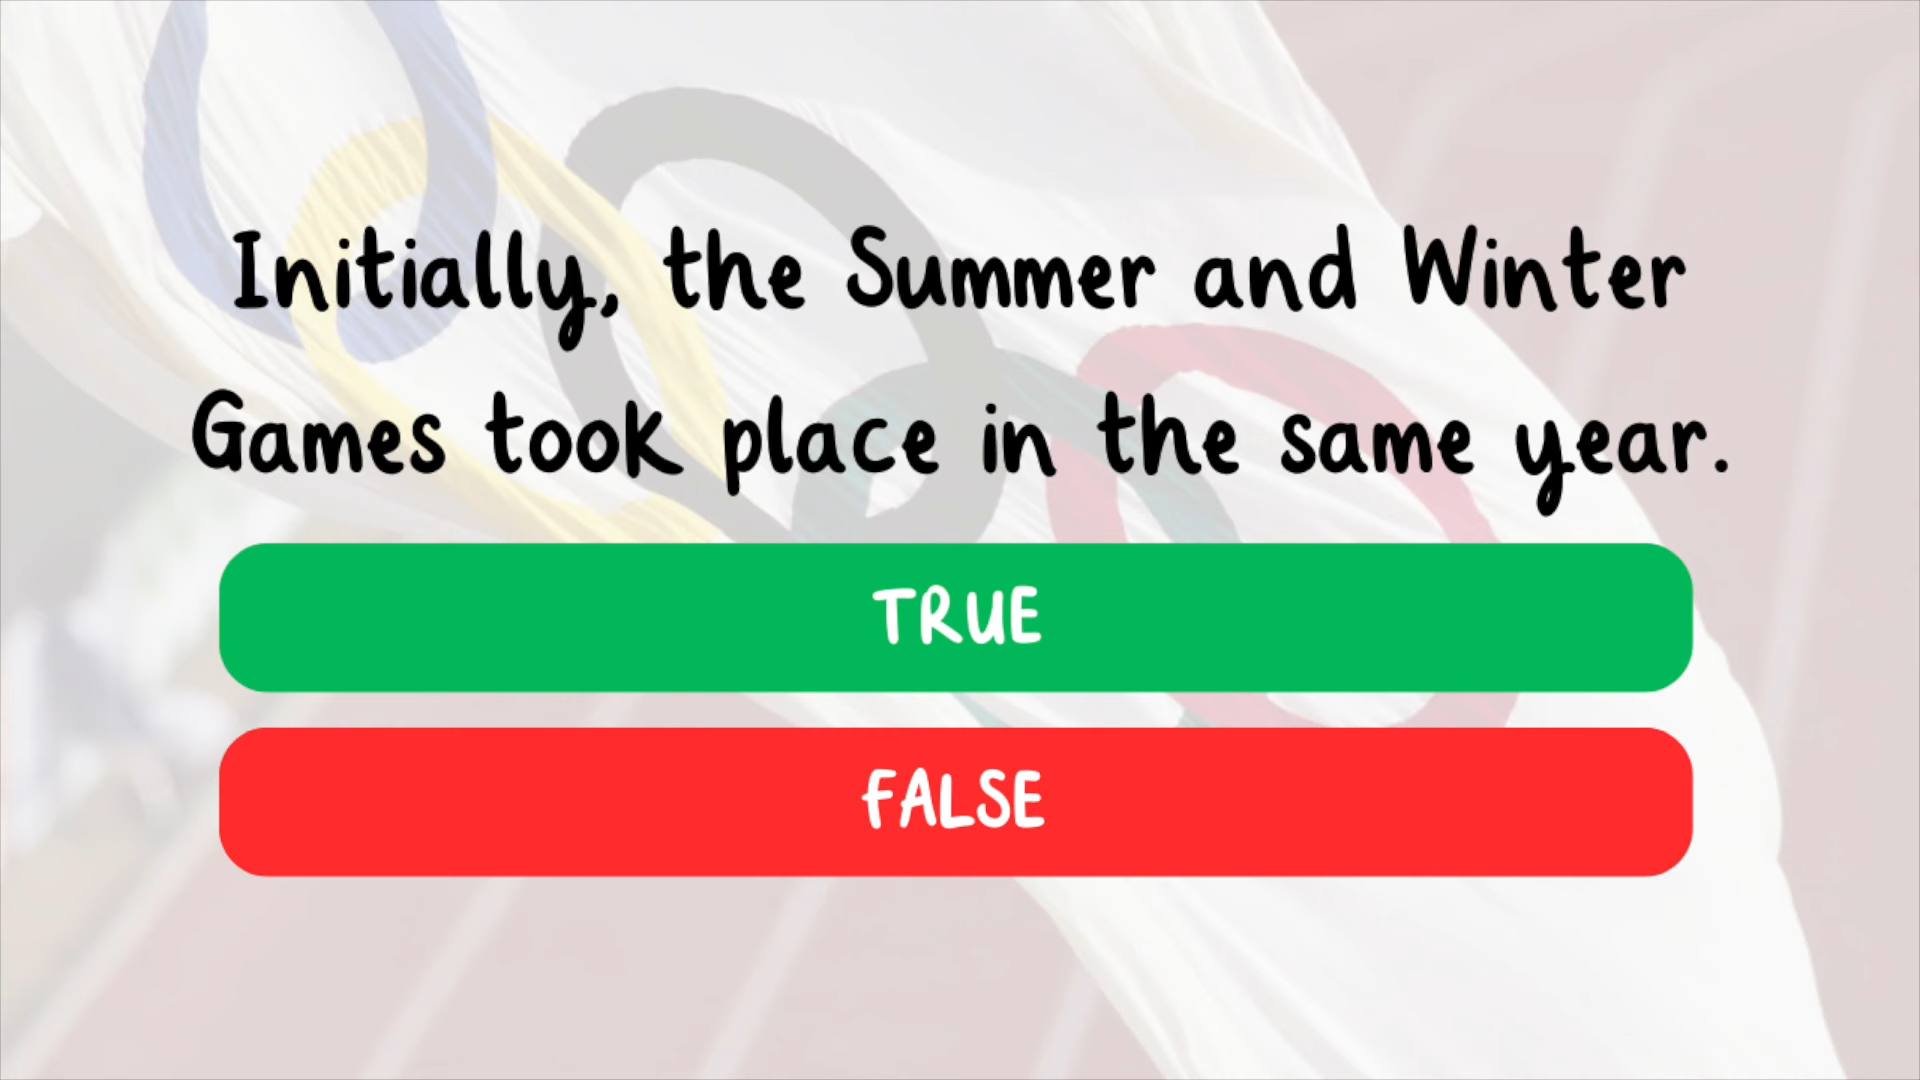 Initially, the Summer and Winter
Games took place in the same year.
TRUE
FALSE